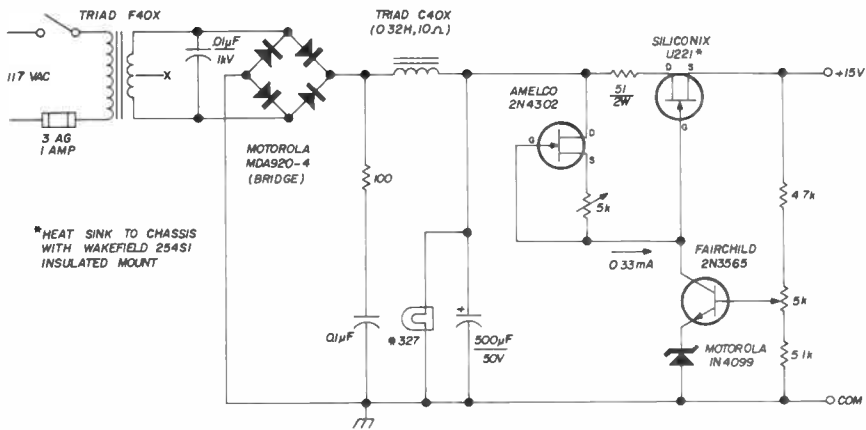 TRIAD F40X
117 VAC
3 AG
1 AMP
.01µF
1kV
X
MOTOROLA
MDA920-4
(BRIDGE)
*HEAT SINK TO CHASSIS
WITH WAKEFIELD 254S1
INSULATED MOUNT
TRIAD C40X
(0.32H, 10Ω)
100
0.1µF
#327
+
500µF
50V
AMELCO
2N4302
G
D
S
5k
0.33mA
51
2W
SILICONIX
U221*
D
S
G
FAIRCHILD
2N3565
MOTOROLA
1N4099
4.7k
5k
5.1k
+15V
COM